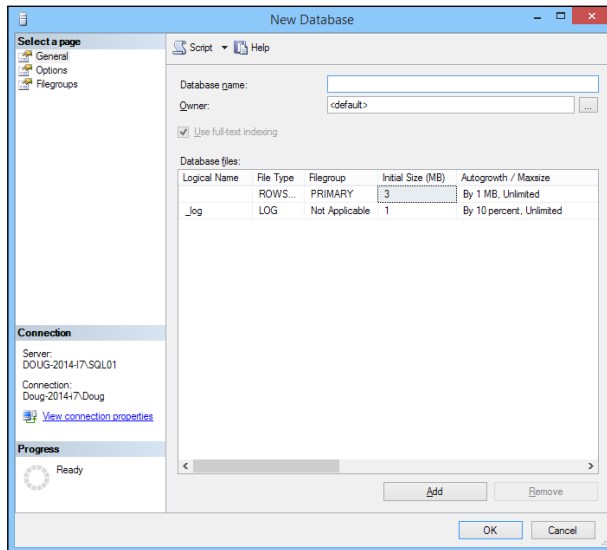 New Database
Select a page
General
Options
Filegroups
Script Help
Database name:
Owner: <default> ...
Use full-text indexing
Database files:
Logical Name File Type Filegroup Initial Size (MB) Autogrowth / Maxsize
ROWS... PRIMARY 3 By 1 MB, Unlimited
_log LOG Not Applicable 1 By 10 percent, Unlimited
Connection
Server:
DOUG-2014-I7\SQL01
Connection:
Doug-2014-i7\Doug
View connection properties
Progress
Ready
Add Remove
OK Cancel